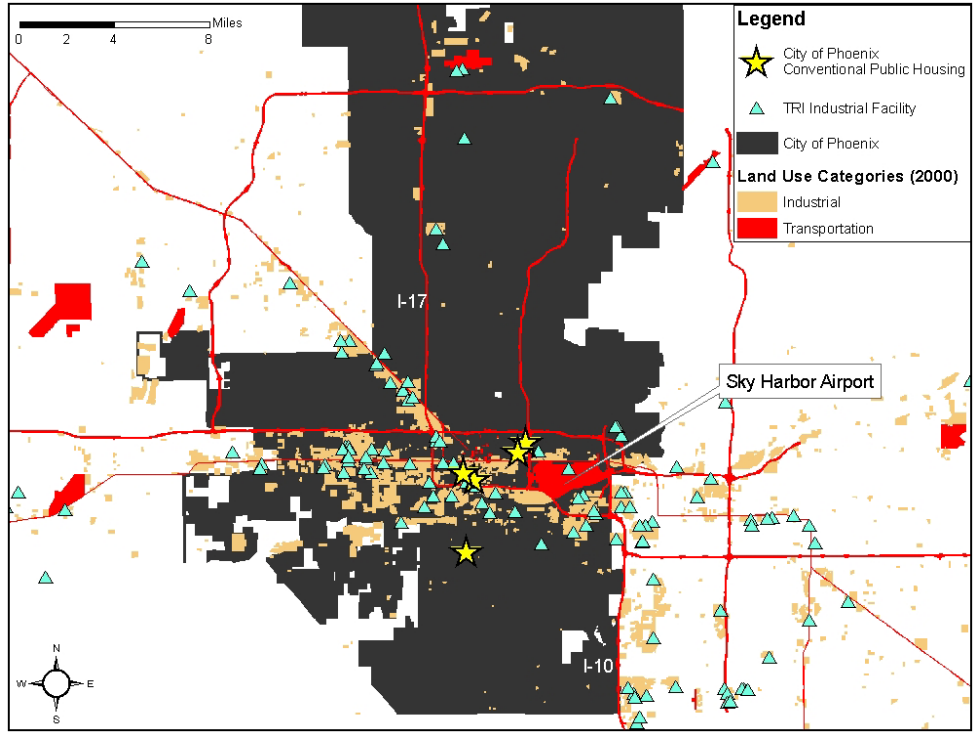 Miles
0 2 4 8
Legend
City of Phoenix
Conventional Public Housing
TRI Industrial Facility
City of Phoenix
Land Use Categories (2000)
Industrial
Transportation
I-17
Sky Harbor Airport
I-10
N
W E
S